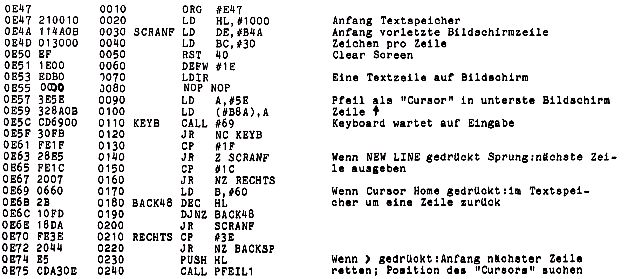 0E47 0010 ORG #E47
0E47 210010 0020 LD HL,#1000 Anfang Textspeicher
0E4A 114A0B 0030 SCRANF LD DE,#B4A Anfang vorletzte Bildschirmzeile
0E4D 013000 0040 LD BC,#30 Zeichen pro Zeile
0E50 EF 0050 RST 40 Clear Screen
0E51 1E00 0060 DEFW #1E
0E53 EDB0 0070 LDIR Eine Textzeile auf Bildschirm
0E55 0000 0080 NOP NOP
0E57 3E5E 0090 LD A,#5E Pfeil als "Cursor" in unterste Bildschirm
0E59 328A0B 0100 LD (#B8A),A Zeile ↑
0E5C CD6900 0110 KEYB CALL #69 Keyboard wartet auf Eingabe
0E5F 30FB 0120 JR NC KEYB
0E61 FE1F 0130 CP #1F
0E63 28E5 0140 JR Z SCRANF Wenn NEW LINE gedrückt Sprung:nächste Zei-
0E65 FE1C 0150 CP #1C le ausgeben
0E67 2007 0160 JR NZ RECHTS
0E69 0660 0170 LD B,#60 Wenn Cursor Home gedrückt:im Textspei-
0E6B 2B 0180 BACK48 DEC HL cher um eine Zeile zurück
0E6C 10FD 0190 DJNZ BACK48
0E6E 18DA 0200 JR SCRANF
0E70 FE3E 0210 RECHTS CP #3E
0E72 2044 0220 JR NZ BACKSP
0E74 E5 0230 PUSH HL Wenn > gedrückt:Anfang nächster Zeile
0E75 CDA30E 0240 CALL PFEIL1 retten; Position des "Cursors" suchen